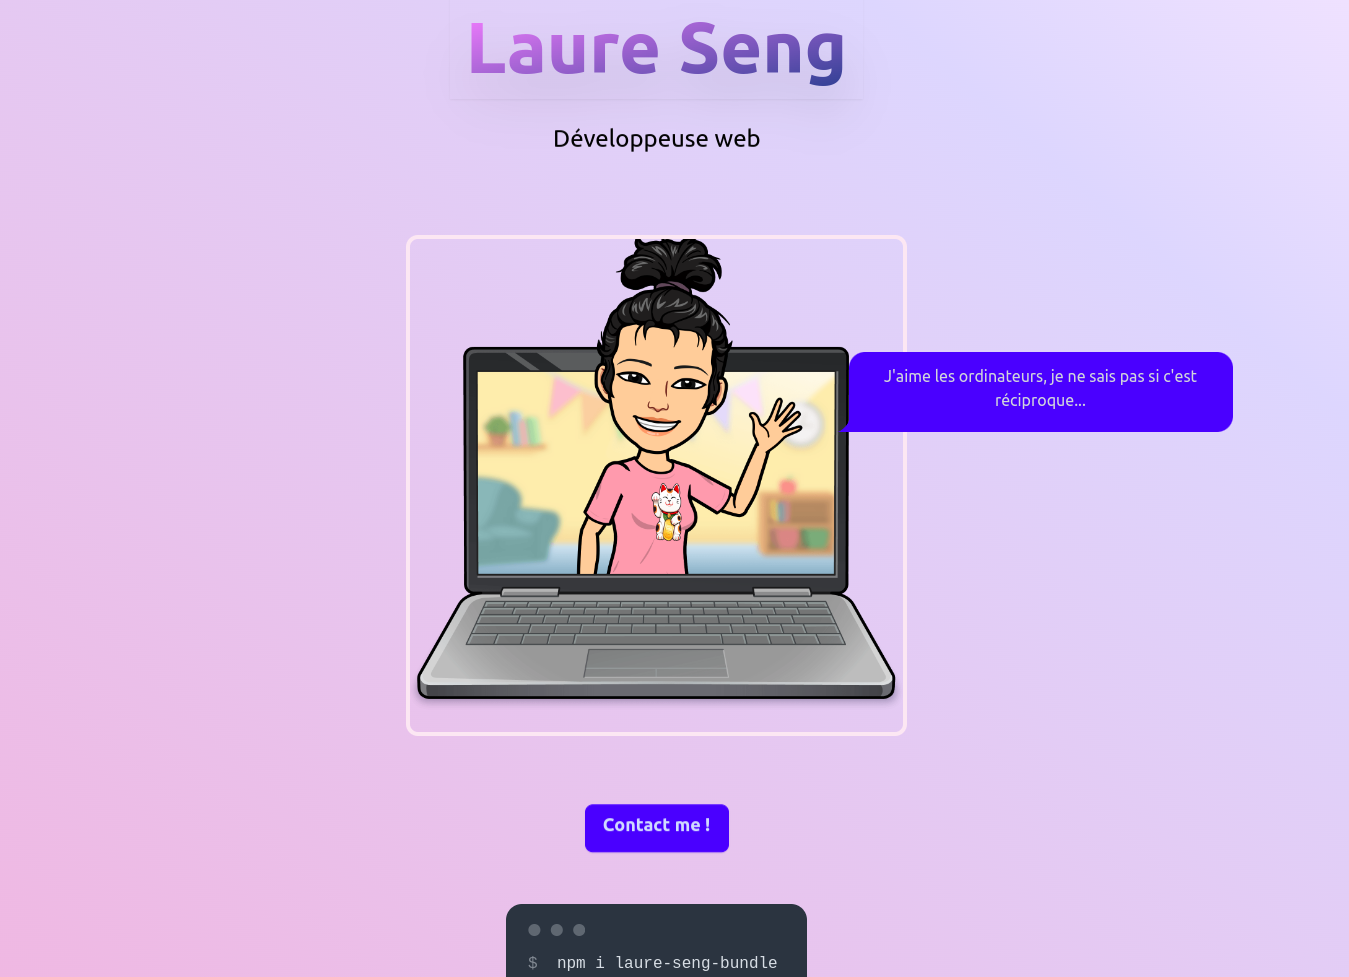 Laure Seng
Développeuse web
J'aime les ordinateurs, je ne sais pas si c'est
réciproque...
Contact me !
$ npm i laure-seng-bundle